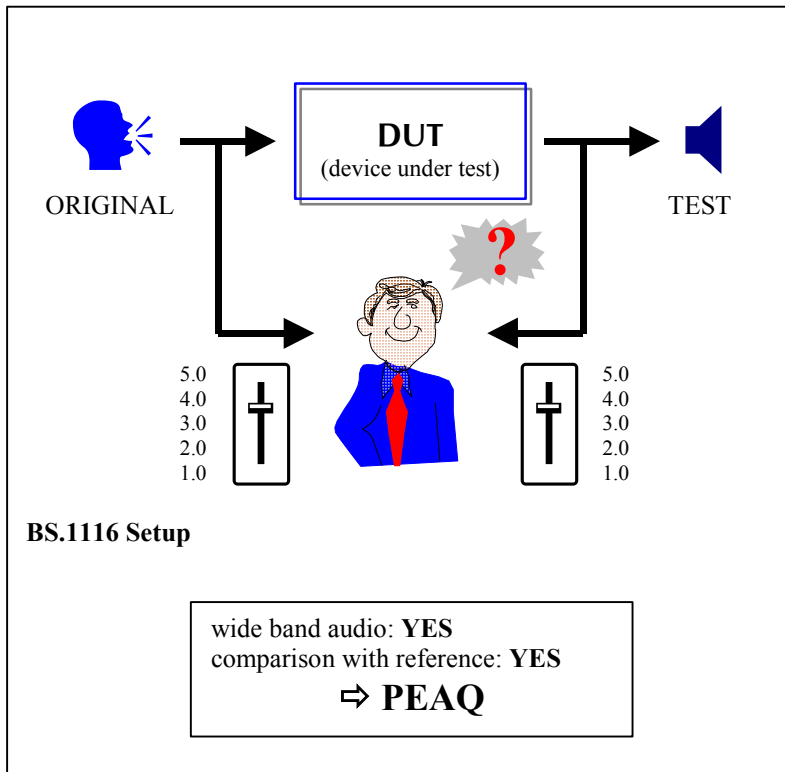 DUT
(device under test)
ORIGINAL
TEST
?
5.0
4.0
3.0
2.0
1.0
5.0
4.0
3.0
2.0
1.0
BS.1116 Setup
wide band audio: YES
comparison with reference: YES
⇨ PEAQ